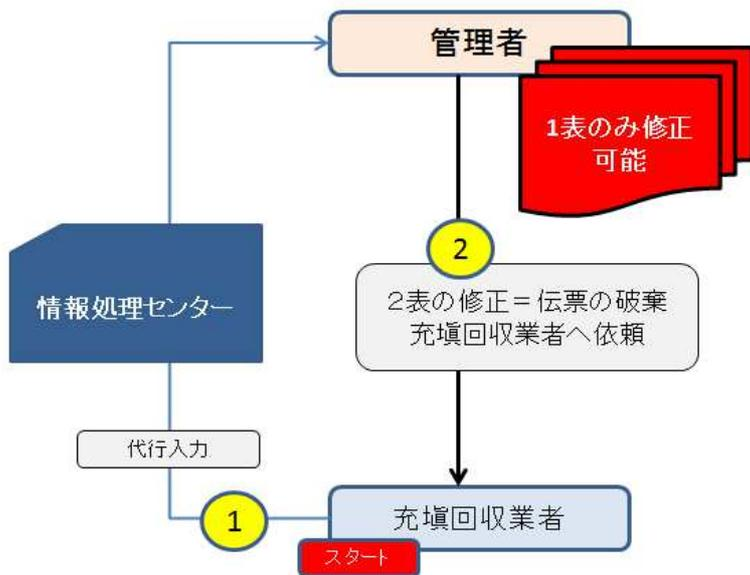 管理者
1表のみ修正
可能
2
2表の修正=伝票の破棄
充塡回収業者へ依頼
情報処理センター
代行入力
1
充塡回収業者
スタート